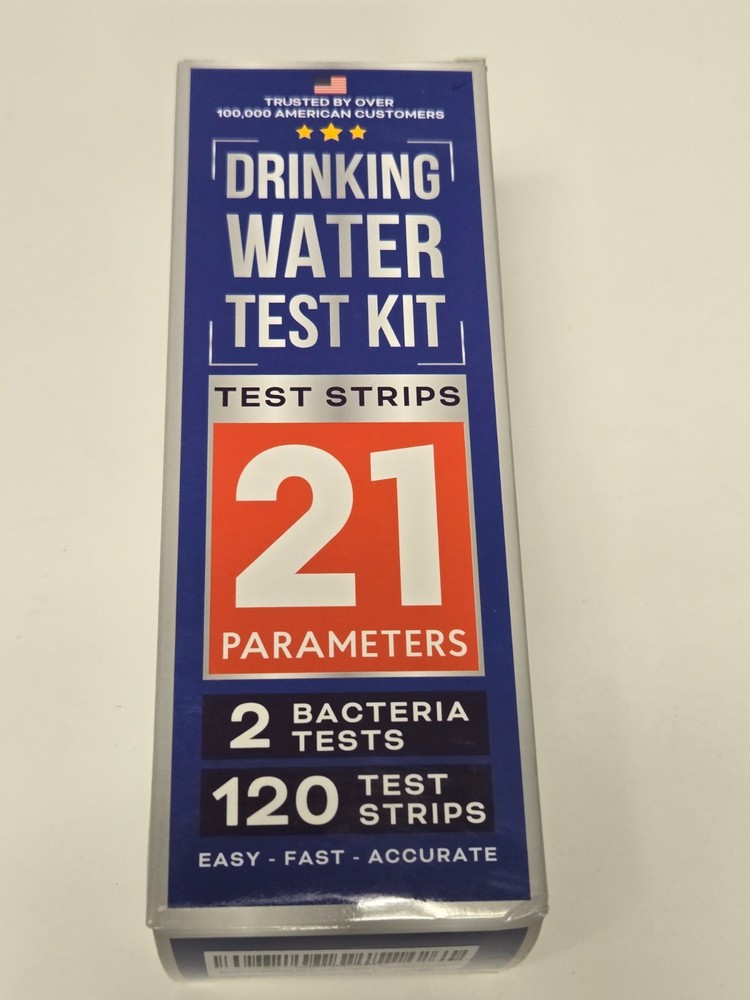 TRUSTED BY OVER
100,000 AMERICAN CUSTOMERS
DRINKING
WATER
TEST KIT
TEST STRIPS
21
PARAMETERS
2 BACTERIA
TESTS
120 TEST
STRIPS
EASY - FAST - ACCURATE